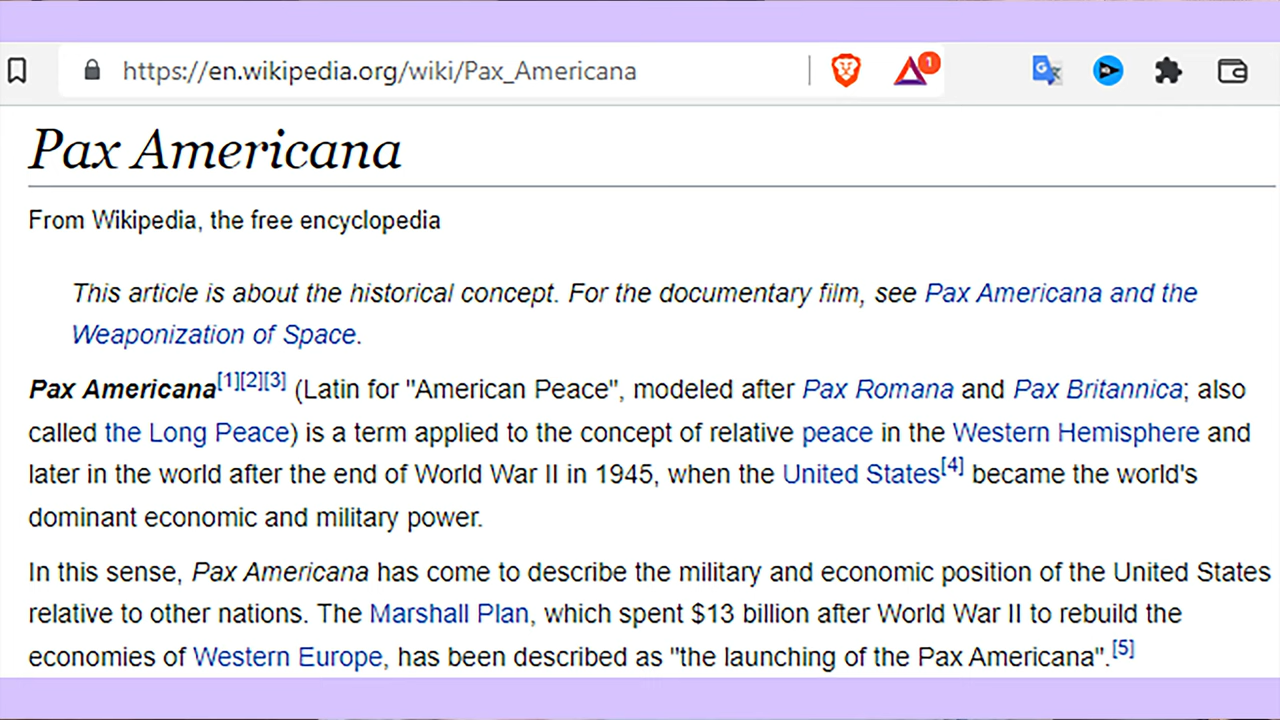 https://en.wikipedia.org/wiki/Pax_Americana
1
G
Pax Americana
From Wikipedia, the free encyclopedia
This article is about the historical concept. For the documentary film, see Pax Americana and the
Weaponization of Space.
Pax Americana[1][2][3] (Latin for "American Peace", modeled after Pax Romana and Pax Britannica; also
called the Long Peace) is a term applied to the concept of relative peace in the Western Hemisphere and
later in the world after the end of World War II in 1945, when the United States[4] became the world's
dominant economic and military power.
In this sense, Pax Americana has come to describe the military and economic position of the United States
relative to other nations. The Marshall Plan, which spent $13 billion after World War II to rebuild the
economies of Western Europe, has been described as "the launching of the Pax Americana".[5]